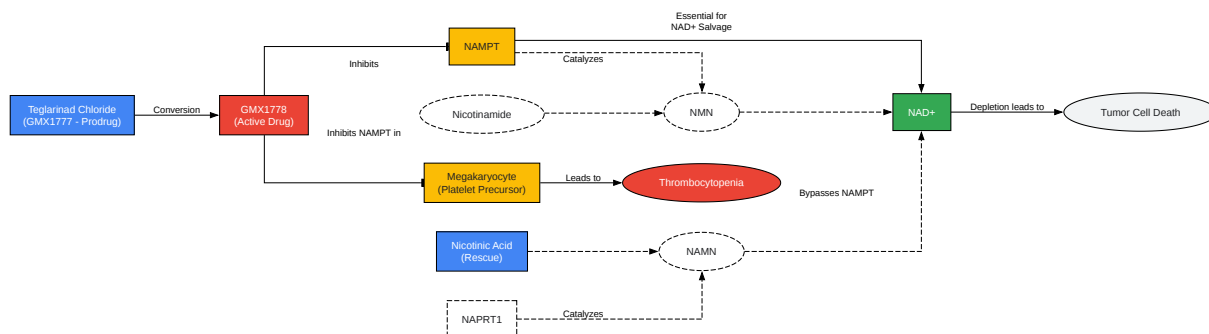 Essential for
NAD+ Salvage
NAMPT
Catalyzes
Inhibits
Teglarinad Chloride
(GMX1777 - Prodrug)
Conversion
GMX1778
(Active Drug)
Nicotinamide
NMN
NAD+
Depletion leads to
Tumor Cell Death
Inhibits NAMPT in
Megakaryocyte
(Platelet Precursor)
Leads to
Thrombocytopenia
Bypasses NAMPT
Nicotinic Acid
(Rescue)
NAMN
NAPRT1
Catalyzes